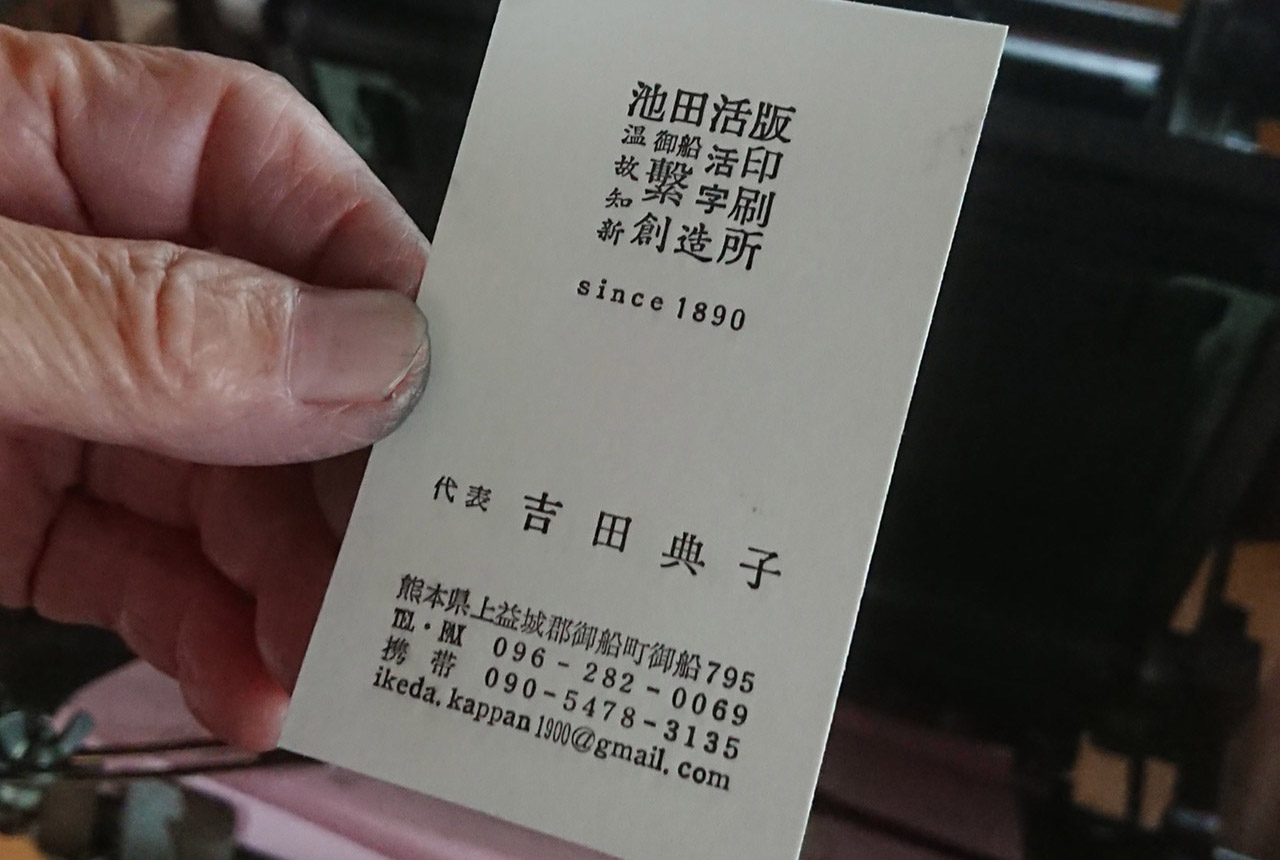 池田活版
温御船活印
故繫字刷
知
新創造所
since 1890
代表 吉田典子
熊本県上益城郡御船町御船795
TEL・FAX 096-282-0069
携帯 090-5478-3135
ikeda.kappan1900@gmail.com